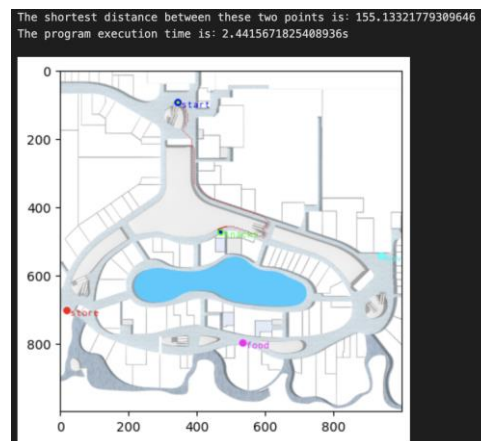 The shortest distance between these two points is: 155.13321779309646
The program execution time is: 2.4415671825408936s
0
200
400
600
800
start
snacks
store
food
0
200
400
600
800